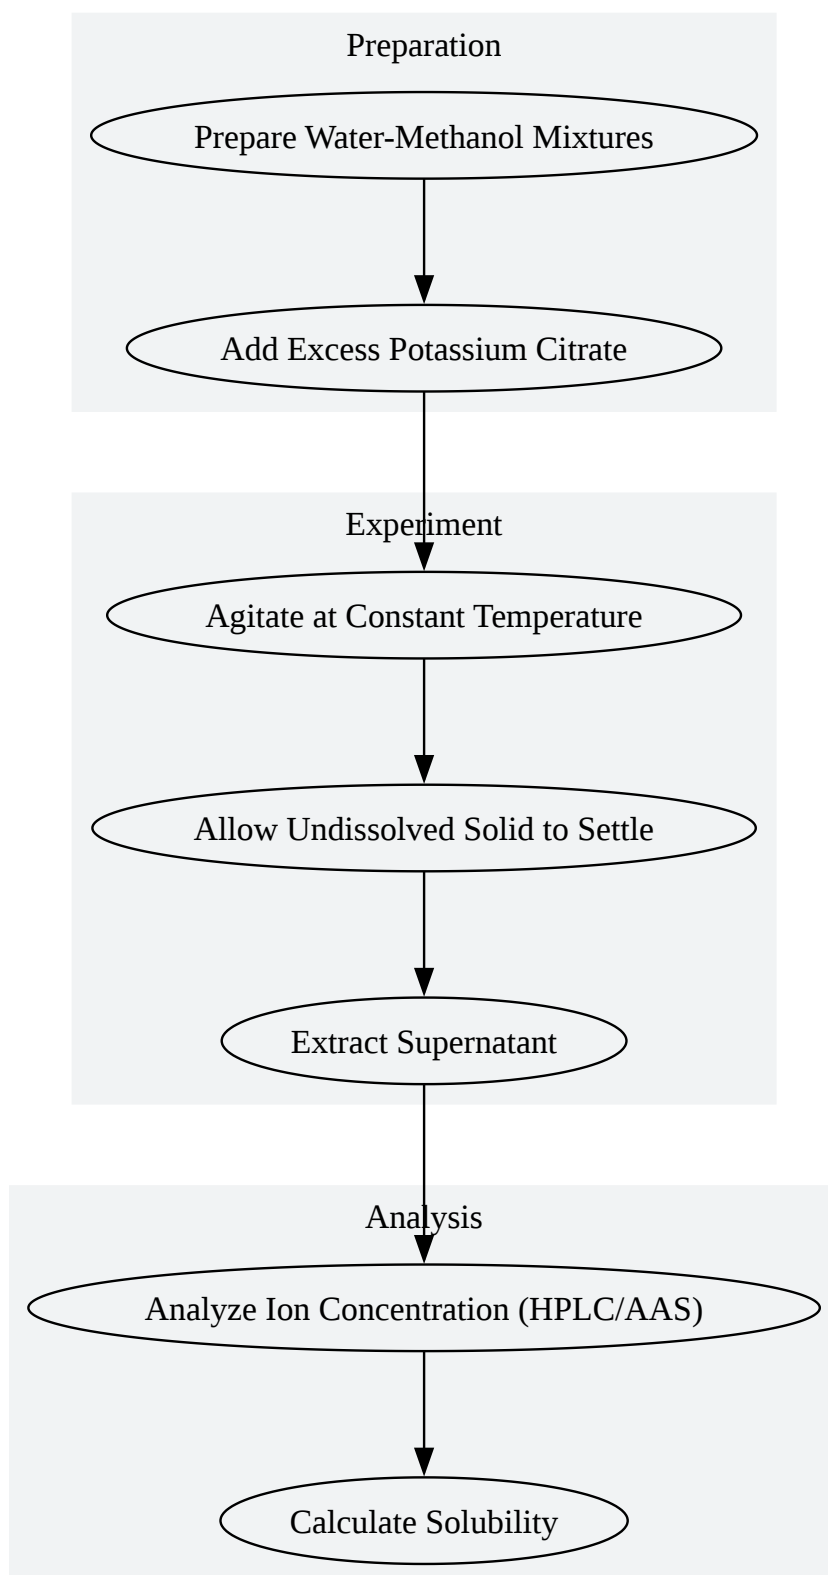 Preparation
Prepare Water-Methanol Mixtures
Add Excess Potassium Citrate
Experiment
Agitate at Constant Temperature
Allow Undissolved Solid to Settle
Extract Supernatant
Analysis
Analyze Ion Concentration (HPLC/AAS)
Calculate Solubility